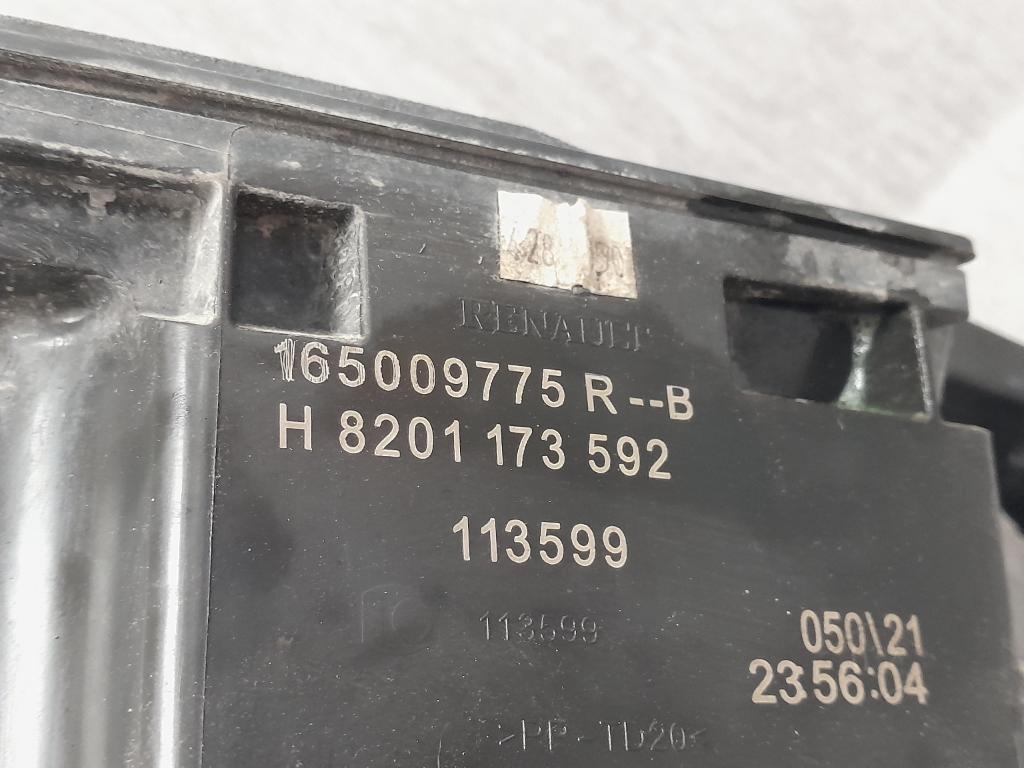 RENAULT
165009775 R--B
H 8201 173 592
113599
113599
050\21
23:56:04
>PP-TD20<